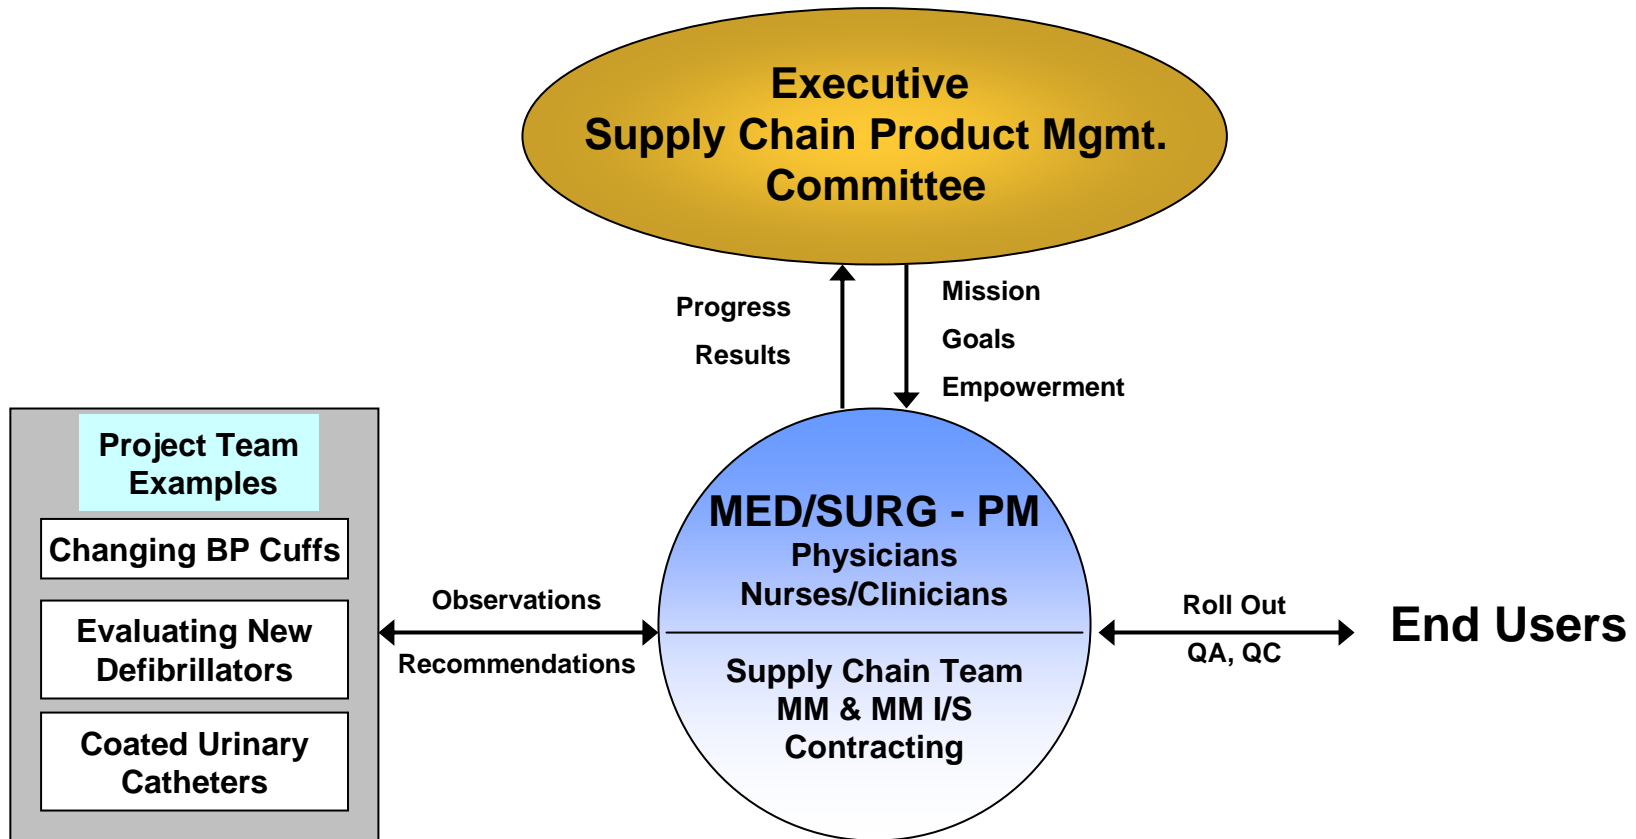 Executive
Supply Chain Product Mgmt.
Committee
Progress
Results
Mission
Goals
Empowerment
Project Team
Examples
Changing BP Cuffs
Evaluating New
Defibrillators
Coated Urinary
Catheters
Observations
Recommendations
MED/SURG - PM
Physicians
Nurses/Clinicians
Supply Chain Team
MM & MM I/S
Contracting
Roll Out
QA, QC
End Users